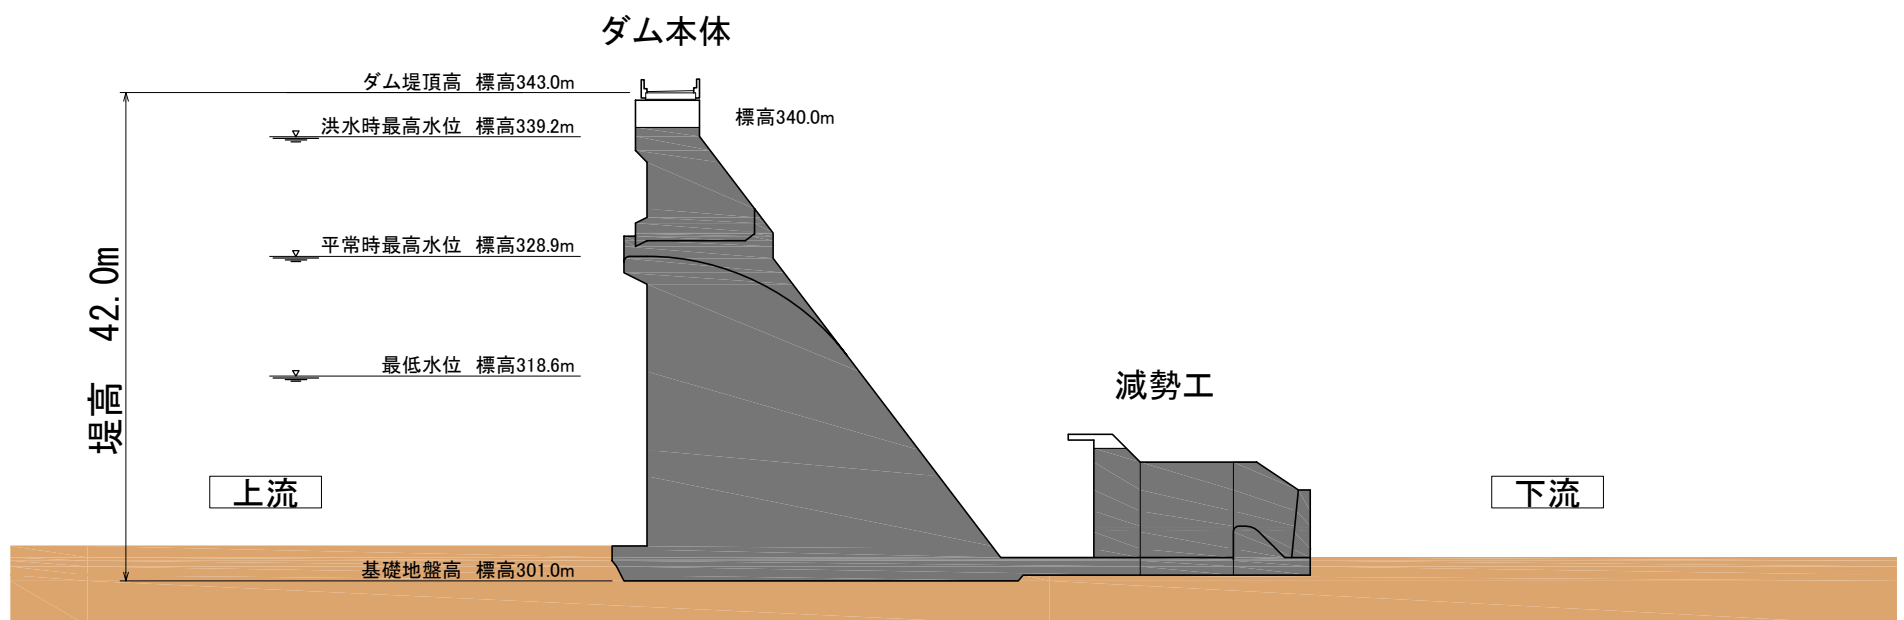 ダム本体
ダム堤頂高 標高343.0m
標高340.0m
洪水時最高水位 標高339.2m
平常時最高水位 標高328.9m
堤高 42.0m
最低水位 標高318.6m
減勢工
上流
下流
基礎地盤高 標高301.0m